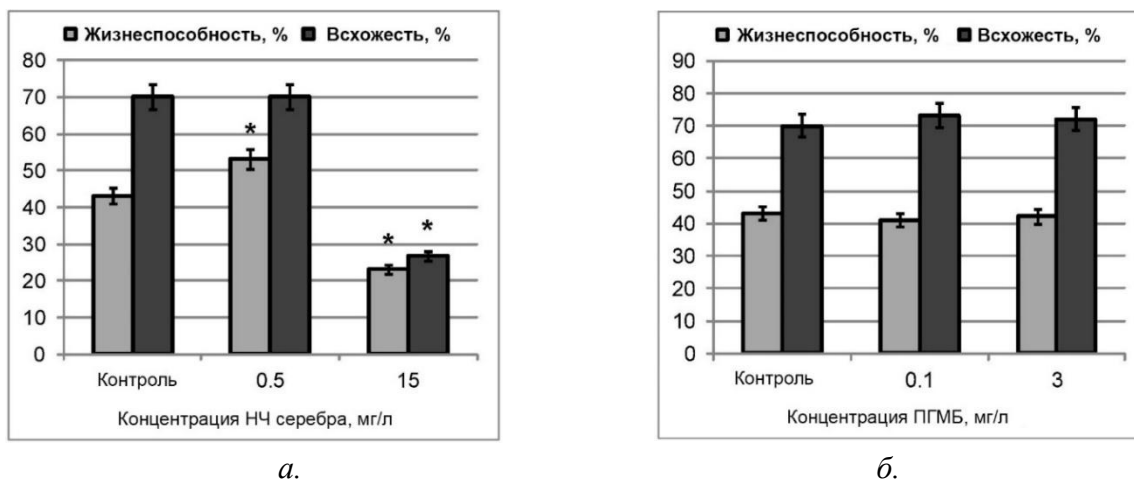 Жизнеспособность, % Всхожесть, %
80
70
60
50
40
30
20
10
0
*
*
*
Контроль 0.5 15
Концентрация НЧ серебра, мг/л
а.
Жизнеспособность, % Всхожесть, %
90
80
70
60
50
40
30
20
10
0
Контроль 0.1 3
Концентрация ПГМБ, мг/л
б.